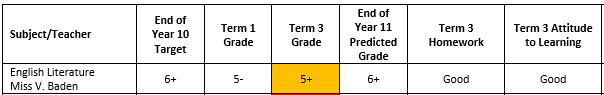 Subject/Teacher
End of
Year 10
Target
Term 1
Grade
Term 3
Grade
End of
Year 11
Predicted
Grade
Term 3
Homework
Term 3 Attitude
to Learning
English Literature
Miss V. Baden
6+
5-
5+
6+
Good
Good